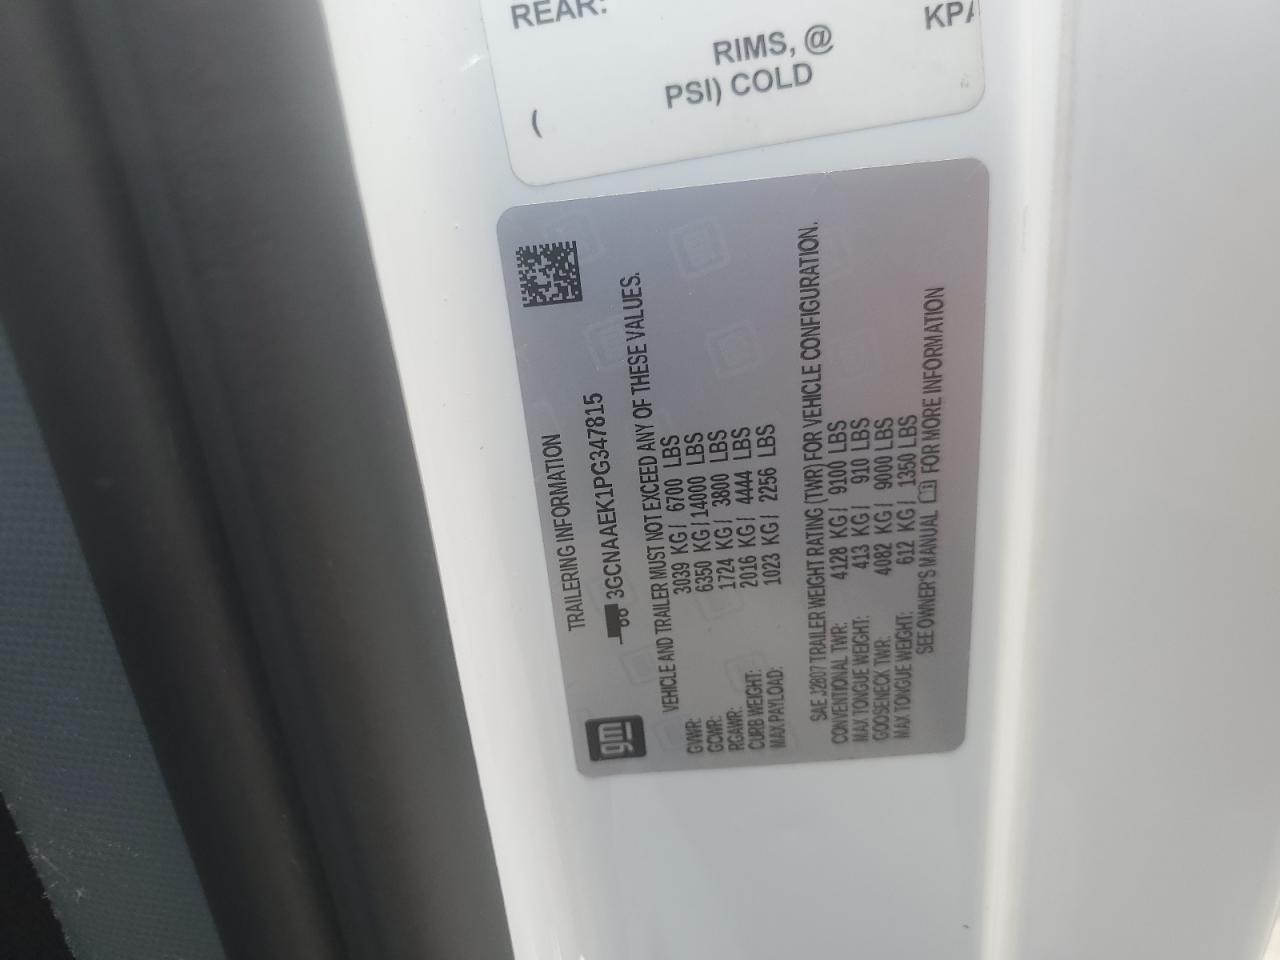 REAR:
KPA
RIMS, @
PSI) COLD
(
TRAILERING INFORMATION
gm
3GCNAAEK1PG347815
VEHICLE AND TRAILER MUST NOT EXCEED ANY OF THESE VALUES.
GVWR: 3039 KG / 6700 LBS
GCWR: 6350 KG / 14000 LBS
RGAWR: 1724 KG / 3800 LBS
CURB WEIGHT: 2016 KG / 4444 LBS
MAX PAYLOAD: 1023 KG / 2256 LBS
SAE J2807 TRAILER WEIGHT RATING (TWR) FOR VEHICLE CONFIGURATION.
CONVENTIONAL TWR: 4128 KG / 9100 LBS
MAX TONGUE WEIGHT: 413 KG / 910 LBS
GOOSENECK TWR: 4082 KG / 9000 LBS
MAX TONGUE WEIGHT: 612 KG / 1350 LBS
SEE OWNER'S MANUAL FOR MORE INFORMATION